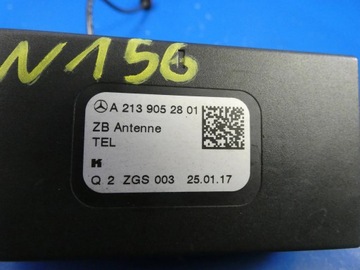 N156
A 213 905 28 01
ZB Antenne
TEL
Q 2 ZGS 003 25.01.17